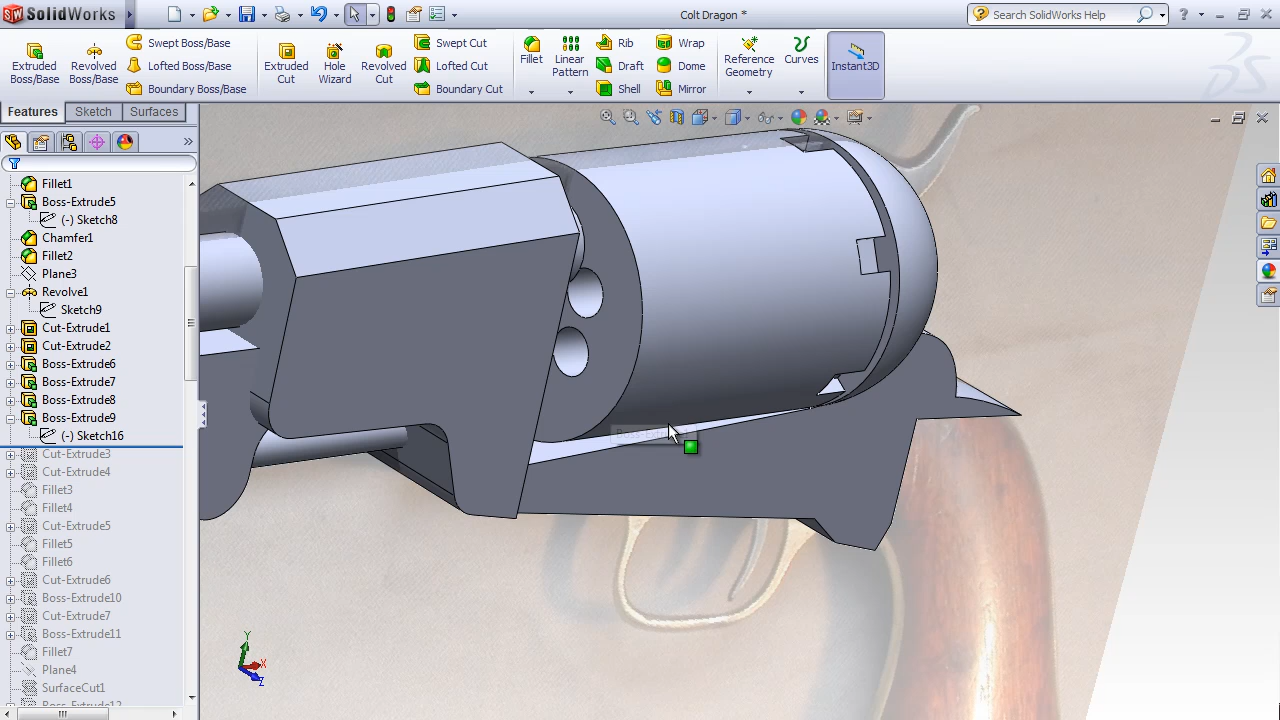 SolidWorks
Colt Dragon *
Search SolidWorks Help
Extruded Boss/Base
Revolved Boss/Base
Swept Boss/Base
Lofted Boss/Base
Boundary Boss/Base
Extruded Cut
Hole Wizard
Revolved Cut
Swept Cut
Lofted Cut
Boundary Cut
Fillet
Linear Pattern
Rib
Draft
Shell
Wrap
Dome
Mirror
Reference Geometry
Curves
Instant3D
Features
Sketch
Surfaces
Fillet1
Boss-Extrude5
(-) Sketch8
Chamfer1
Fillet2
Plane3
Revolve1
Sketch9
Cut-Extrude1
Cut-Extrude2
Boss-Extrude6
Boss-Extrude7
Boss-Extrude8
Boss-Extrude9
(-) Sketch16
Cut-Extrude3
Cut-Extrude4
Fillet3
Fillet4
Cut-Extrude5
Fillet5
Fillet6
Cut-Extrude6
Boss-Extrude10
Cut-Extrude7
Boss-Extrude11
Fillet7
Plane4
SurfaceCut1
Boss-Extrude12
Y
X
Z